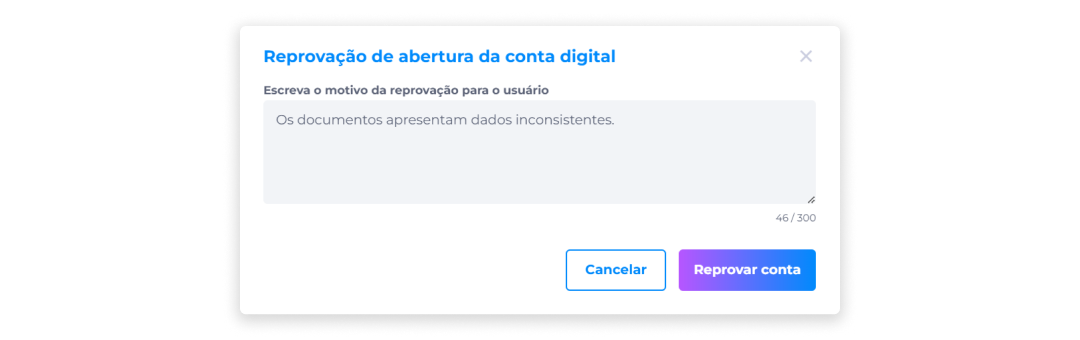 Reprovação de abertura da conta digital
Escreva o motivo da reprovação para o usuário
Os documentos apresentam dados inconsistentes.
46 / 300
Cancelar
Reprovar conta